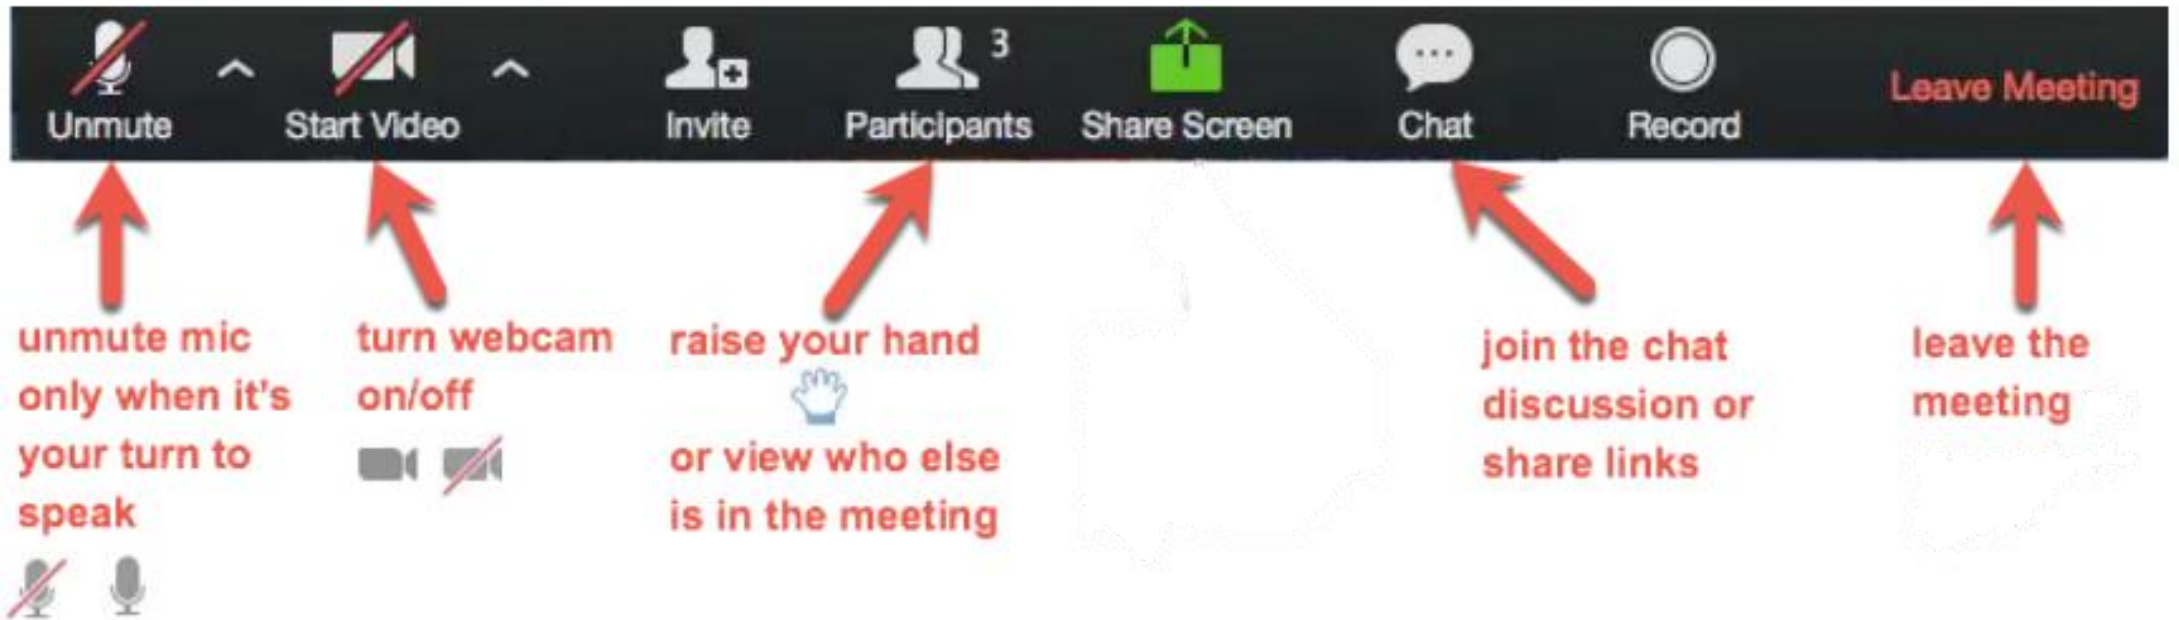 3
Unmute
Start Video
Invite
Participants
Share Screen
Chat
Record
Leave Meeting
unmute mic
only when it's
your turn to
speak
turn webcam
on/off
raise your hand
or view who else
is in the meeting
join the chat
discussion or
share links
leave the
meeting